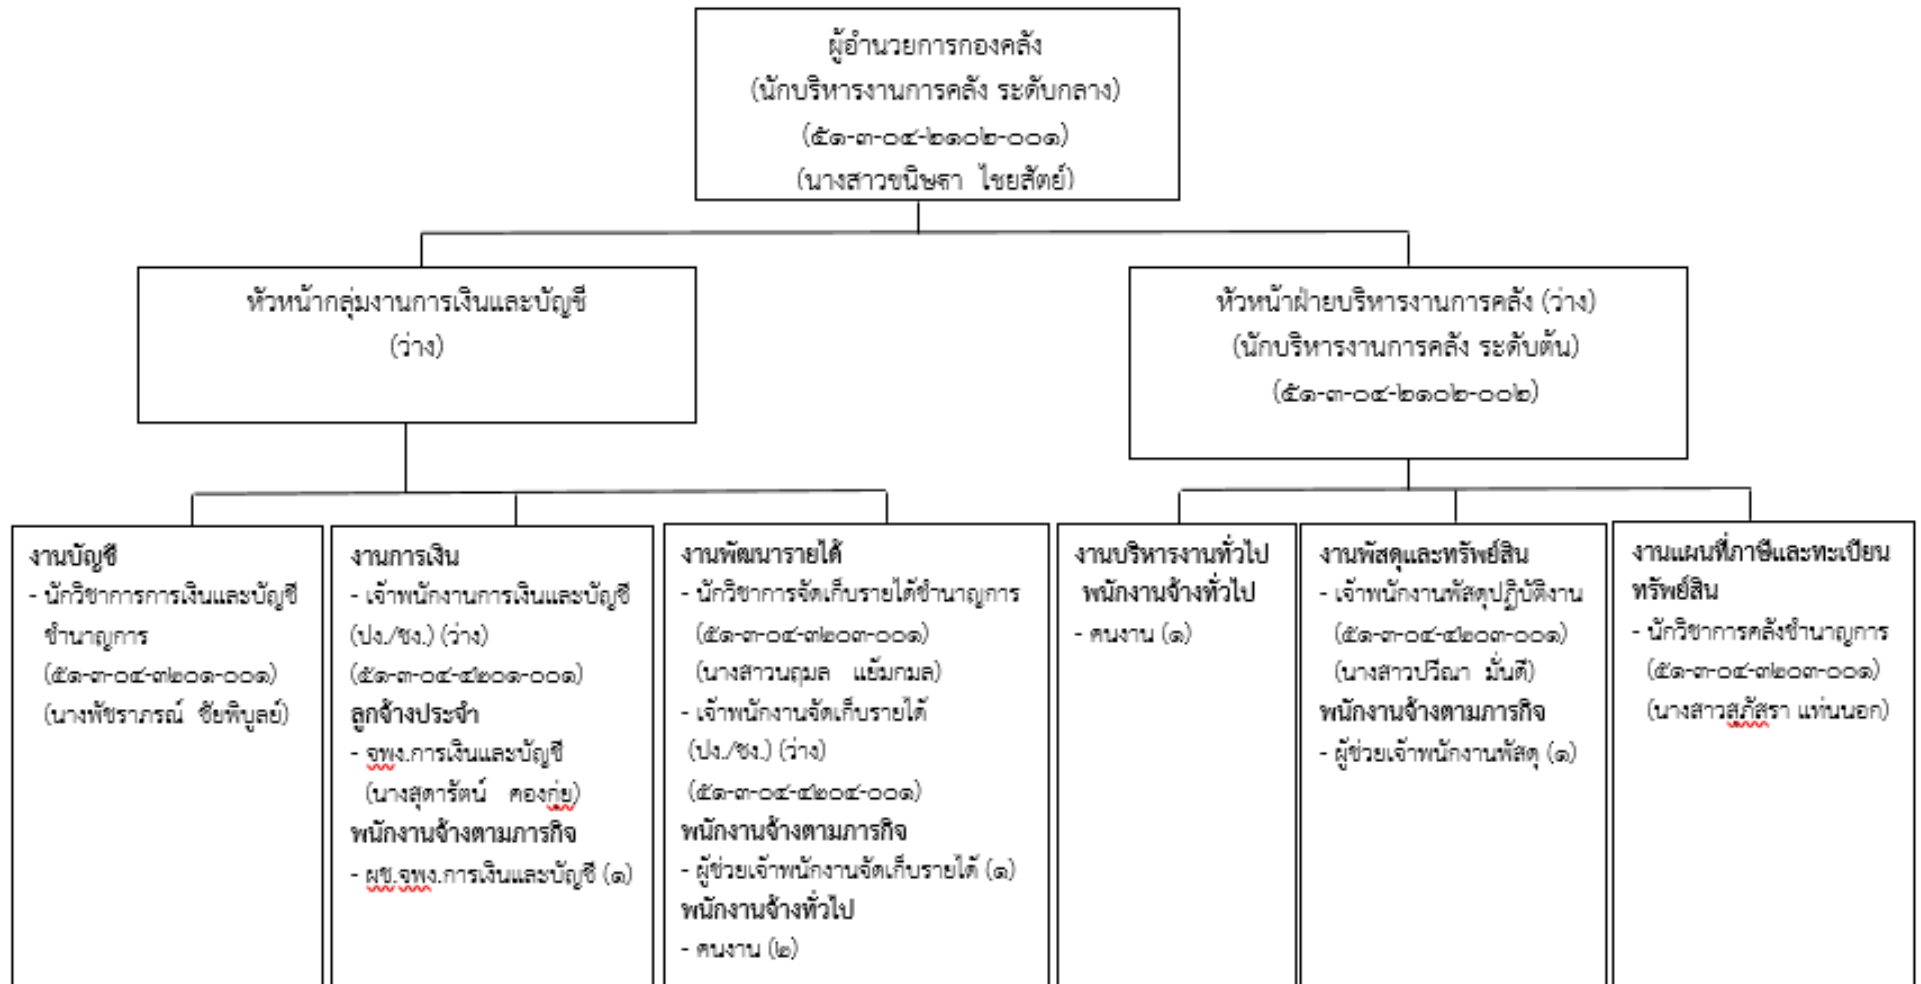 ผู้อำนวยการกองคลัง
(นักบริหารงานการคลัง ระดับกลาง)
(๕๑-๓-๐๔-๒๑๐๒-๐๐๑)
(นางสาวขนิษฐา ไชยสัตย์)
หัวหน้ากลุ่มงานการเงินและบัญชี
(ว่าง)
หัวหน้าฝ่ายบริหารงานการคลัง (ว่าง)
(นักบริหารงานการคลัง ระดับต้น)
(๕๑-๓-๐๔-๒๑๐๒-๐๐๒)
งานบัญชี
- นักวิชาการการเงินและบัญชี
ชำนาญการ
(๕๑-๓-๐๔-๓๒๐๑-๐๐๑)
(นางพัชราภรณ์ ชัยพิบูลย์)
งานการเงิน
- เจ้าพนักงานการเงินและบัญชี
(ปง./ชง.) (ว่าง)
(๕๑-๓-๐๔-๔๒๐๑-๐๐๑)
ลูกจ้างประจำ
- จพง.การเงินและบัญชี
(นางสุดารัตน์ คองกุ่ย)
พนักงานจ้างตามภารกิจ
- ผช.จพง.การเงินและบัญชี (๑)
งานพัฒนารายได้
- นักวิชาการจัดเก็บรายได้ชำนาญการ
(๕๑-๓-๐๔-๓๒๐๓-๐๐๑)
(นางสาวนฤมล แย้มกมล)
- เจ้าพนักงานจัดเก็บรายได้
(ปง./ชง.) (ว่าง)
(๕๑-๓-๐๔-๔๒๐๔-๐๐๑)
พนักงานจ้างตามภารกิจ
- ผู้ช่วยเจ้าพนักงานจัดเก็บรายได้ (๑)
พนักงานจ้างทั่วไป
- คนงาน (๒)
งานบริหารงานทั่วไป
พนักงานจ้างทั่วไป
- คนงาน (๑)
งานพัสดุและทรัพย์สิน
- เจ้าพนักงานพัสดุปฏิบัติงาน
(๕๑-๓-๐๔-๔๒๐๓-๐๐๑)
(นางสาวปวีณา มั่นดี)
พนักงานจ้างตามภารกิจ
- ผู้ช่วยเจ้าพนักงานพัสดุ (๑)
งานแผนที่ภาษีและทะเบียน
ทรัพย์สิน
- นักวิชาการคลังชำนาญการ
(๕๑-๓-๐๔-๓๒๐๓-๐๐๑)
(นางสาวสุภัสรา แท่นนอก)